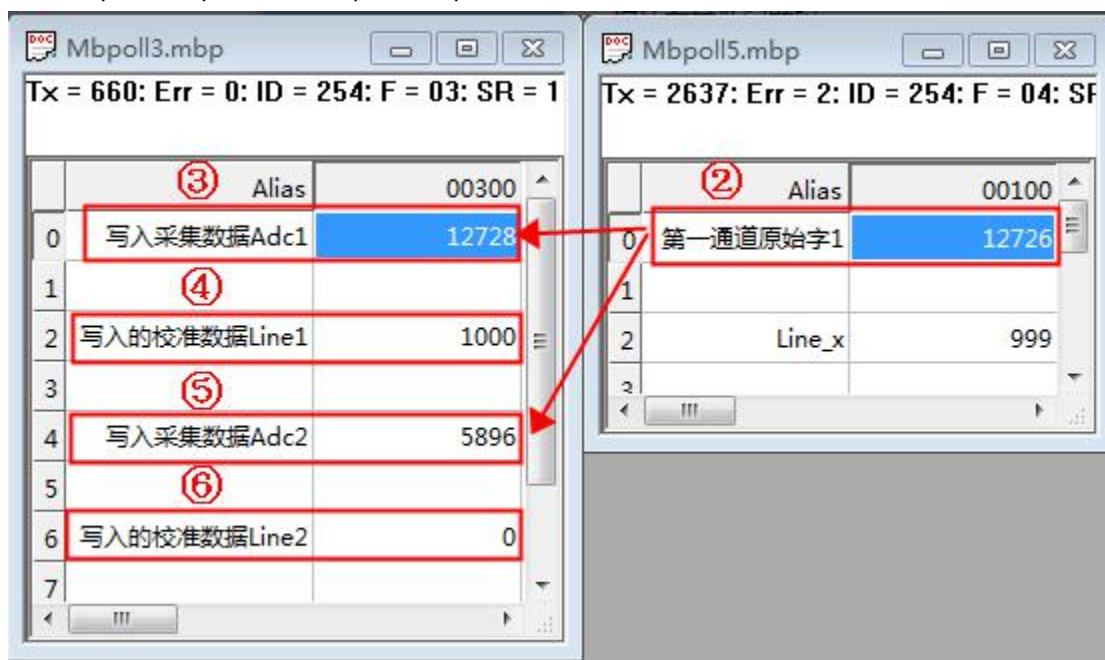 Mbpoll3.mbp
Tx = 660: Err = 0: ID = 254: F = 03: SR = 1
③ Alias 00300
0 写入采集数据Adc1 12728
1 ④
2 写入的校准数据Line1 1000
3 ⑤
4 写入采集数据Adc2 5896
5 ⑥
6 写入的校准数据Line2 0
7
Mbpoll5.mbp
Tx = 2637: Err = 2: ID = 254: F = 04:
② Alias 00100
0 第一通道原始字1 12726
1
2 Line_x 999
3